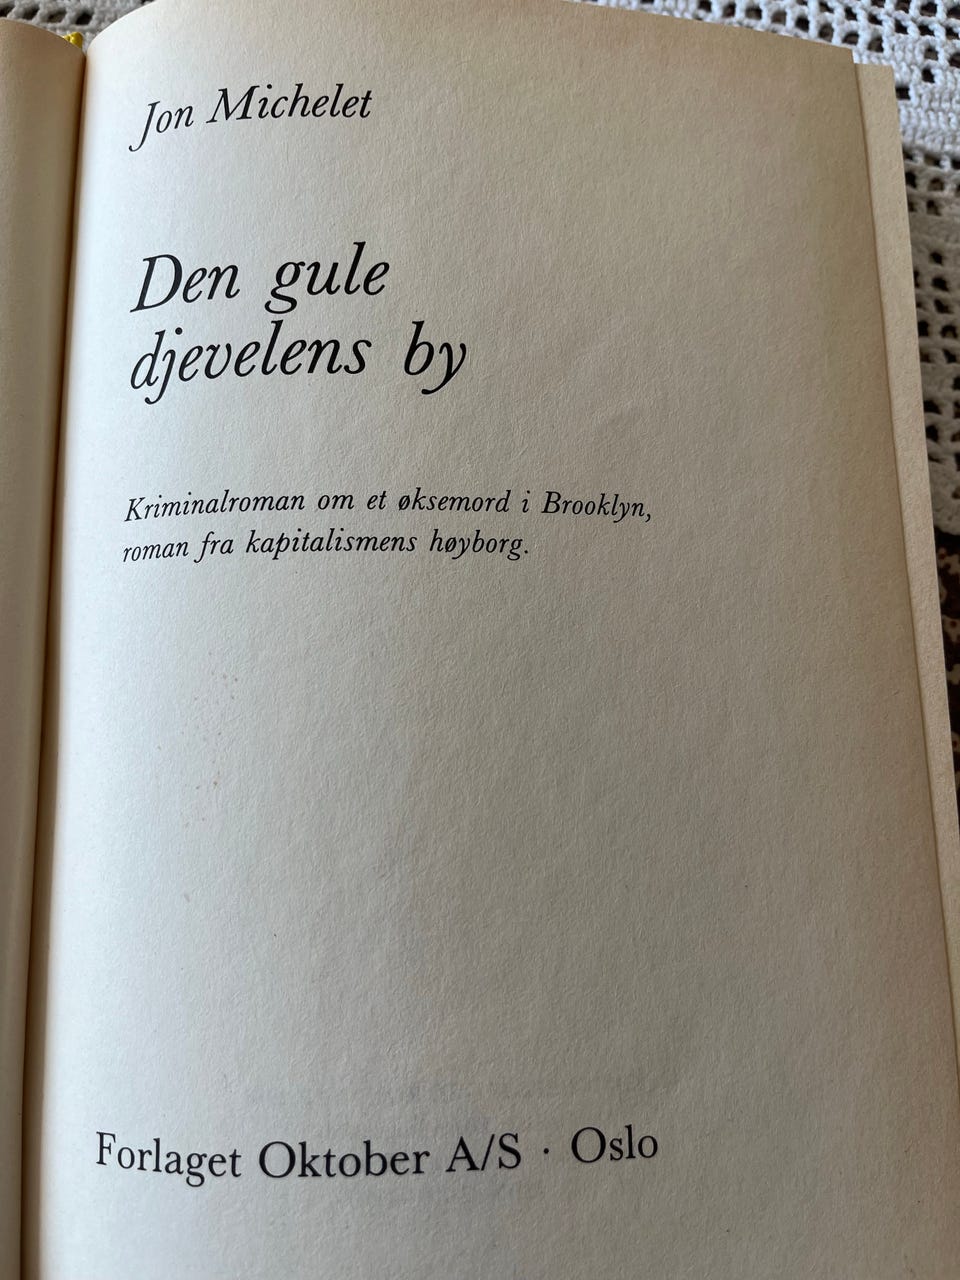 Jon Michelet
Den gule
djevelens by
Kriminalroman om et øksemord i Brooklyn,
roman fra kapitalismens høyborg.
Forlaget Oktober A/S · Oslo